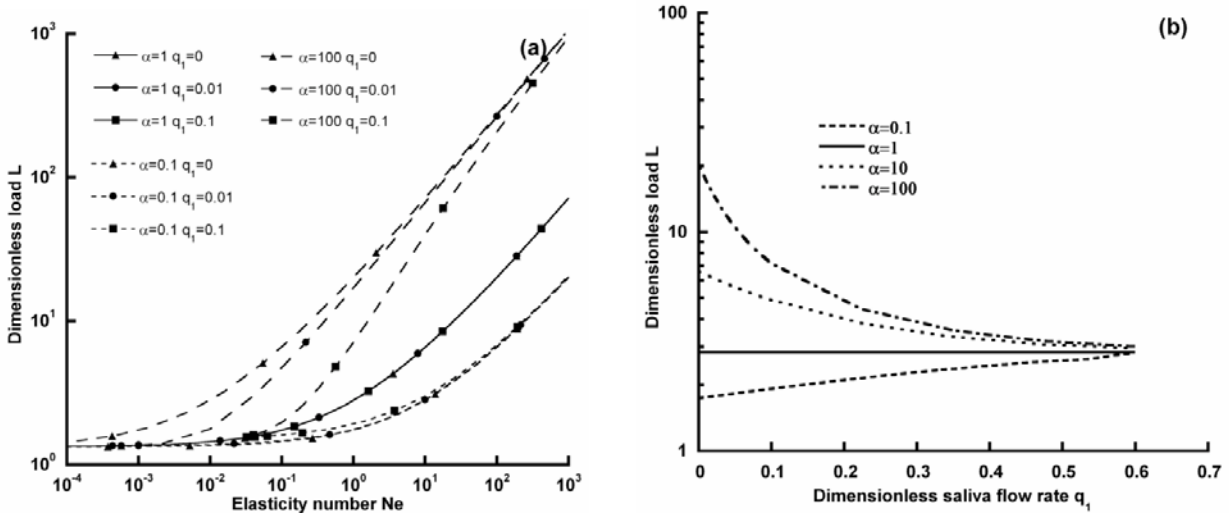 (a)
10³
10²
10¹
10⁰
Dimensionless load L
α=1 q₁=0
α=1 q₁=0.01
α=1 q₁=0.1
α=100 q₁=0
α=100 q₁=0.01
α=100 q₁=0.1
α=0.1 q₁=0
α=0.1 q₁=0.01
α=0.1 q₁=0.1
10⁻⁴ 10⁻³ 10⁻² 10⁻¹ 10⁰ 10¹ 10² 10³
Elasticity number Ne
(b)
100
10
1
Dimensionless load L
α=0.1
α=1
α=10
α=100
0 0.1 0.2 0.3 0.4 0.5 0.6 0.7
Dimensionless saliva flow rate q₁